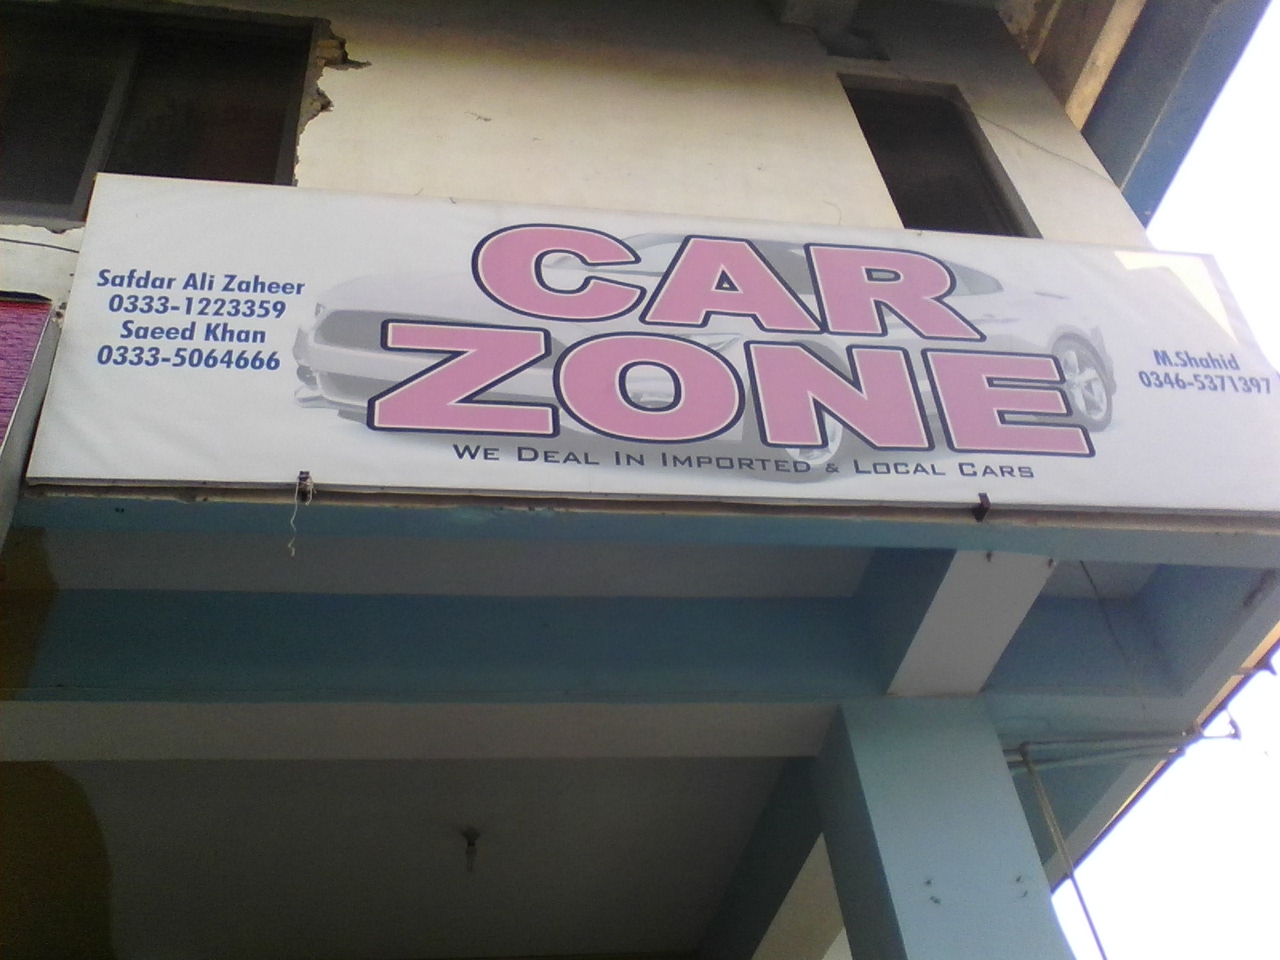 Safdar Ali Zaheer
0333-1223359
Saeed Khan
0333-5064666
CAR
ZONE
WE DEAL IN IMPORTED & LOCAL CARS
M.Shahid
0346-5371397